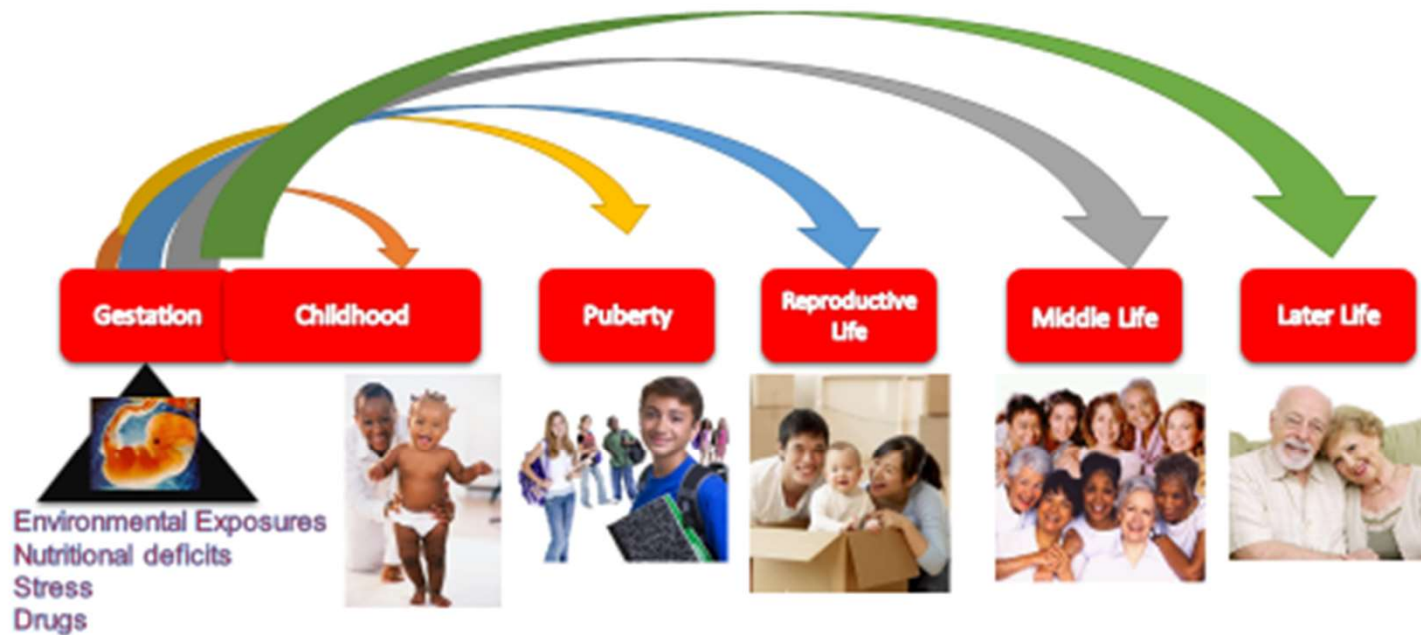 Gestation
Childhood
Puberty
Reproductive
Life
Middle Life
Later Life
Environmental Exposures
Nutritional deficits
Stress
Drugs